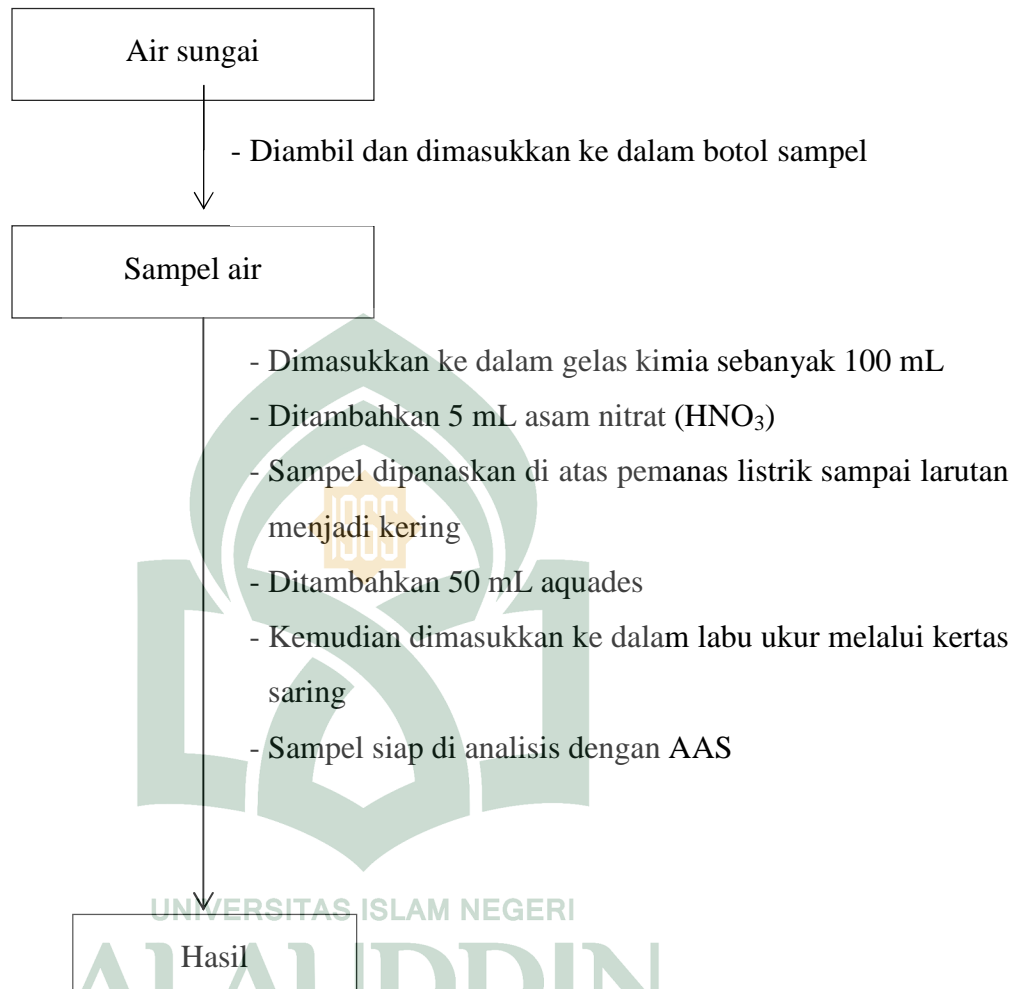 Air sungai
- Diambil dan dimasukkan ke dalam botol sampel
Sampel air
- Dimasukkan ke dalam gelas kimia sebanyak 100 mL
- Ditambahkan 5 mL asam nitrat (HNO₃)
- Sampel dipanaskan di atas pemanas listrik sampai larutan
menjadi kering
1965
- Ditambahkan 50 mL aquades
- Kemudian dimasukkan ke dalam labu ukur melalui kertas
saring
- Sampel siap di analisis dengan AAS
UNIVERSITAS ISLAM NEGERI
Hasil
ALAUDDIN